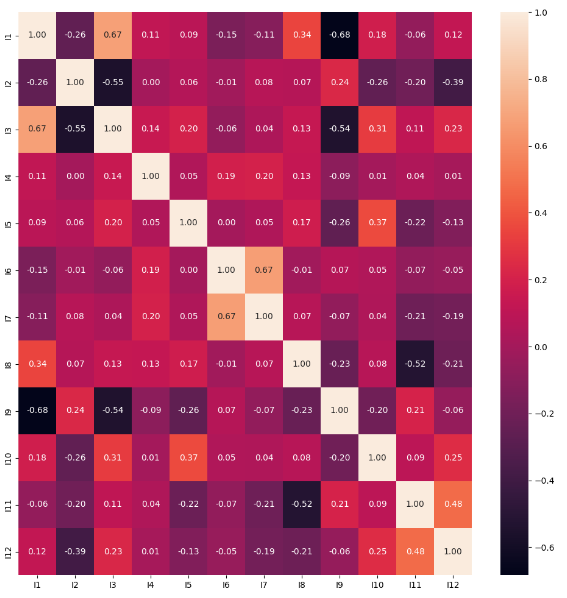 I1 1.00 -0.26 0.67 0.11 0.09 -0.15 -0.11 0.34 -0.68 0.18 -0.06 0.12
I2 -0.26 1.00 -0.55 0.00 0.06 -0.01 0.08 0.07 0.24 -0.26 -0.20 -0.39
I3 0.67 -0.55 1.00 0.14 0.20 -0.06 0.04 0.13 -0.54 0.31 0.11 0.23
I4 0.11 0.00 0.14 1.00 0.05 0.19 0.20 0.13 -0.09 0.01 0.04 0.01
I5 0.09 0.06 0.20 0.05 1.00 0.00 0.05 0.17 -0.26 0.37 -0.22 -0.13
I6 -0.15 -0.01 -0.06 0.19 0.00 1.00 0.67 -0.01 0.07 0.05 -0.07 -0.05
I7 -0.11 0.08 0.04 0.20 0.05 0.67 1.00 0.07 -0.07 0.04 -0.21 -0.19
I8 0.34 0.07 0.13 0.13 0.17 -0.01 0.07 1.00 -0.23 0.08 -0.52 -0.21
I9 -0.68 0.24 -0.54 -0.09 -0.26 0.07 -0.07 -0.23 1.00 -0.20 0.21 -0.06
I10 0.18 -0.26 0.31 0.01 0.37 0.05 0.04 0.08 -0.20 1.00 0.09 0.25
I11 -0.06 -0.20 0.11 0.04 -0.22 -0.07 -0.21 -0.52 0.21 0.09 1.00 0.48
I12 0.12 -0.39 0.23 0.01 -0.13 -0.05 -0.19 -0.21 -0.06 0.25 0.48 1.00
I1 I2 I3 I4 I5 I6 I7 I8 I9 I10 I11 I12
1.0
0.8
0.6
0.4
0.2
0.0
−0.2
−0.4
−0.6